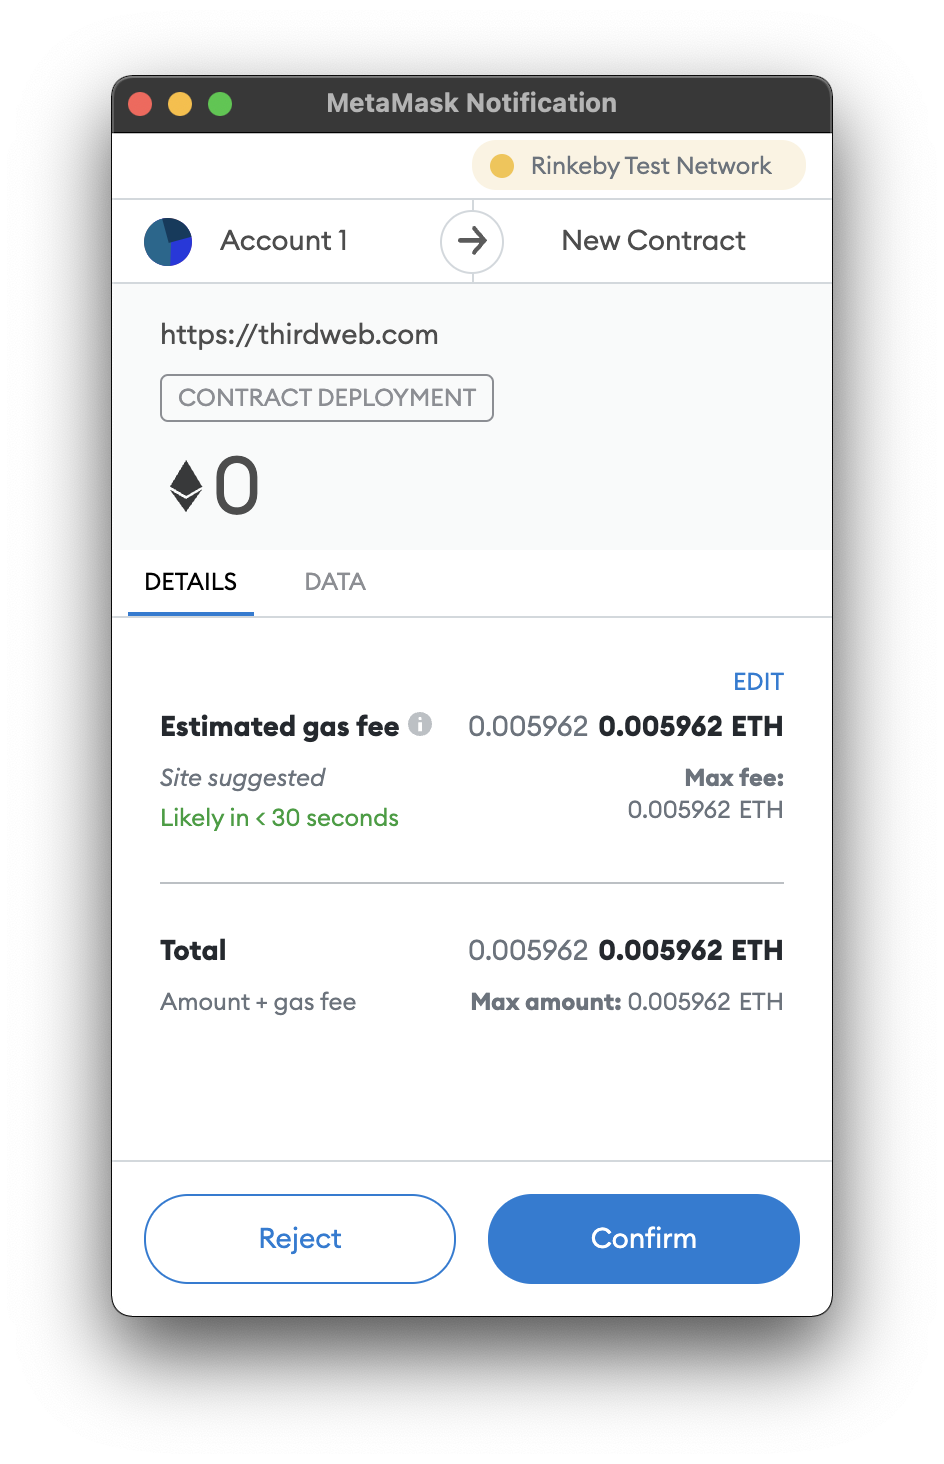 MetaMask Notification
Rinkeby Test Network
Account 1
New Contract
https://thirdweb.com
CONTRACT DEPLOYMENT
0
DETAILS
DATA
EDIT
Estimated gas fee 0.005962 0.005962 ETH
Site suggested
Max fee:
0.005962 ETH
Likely in < 30 seconds
Total 0.005962 0.005962 ETH
Amount + gas fee Max amount: 0.005962 ETH
Reject
Confirm